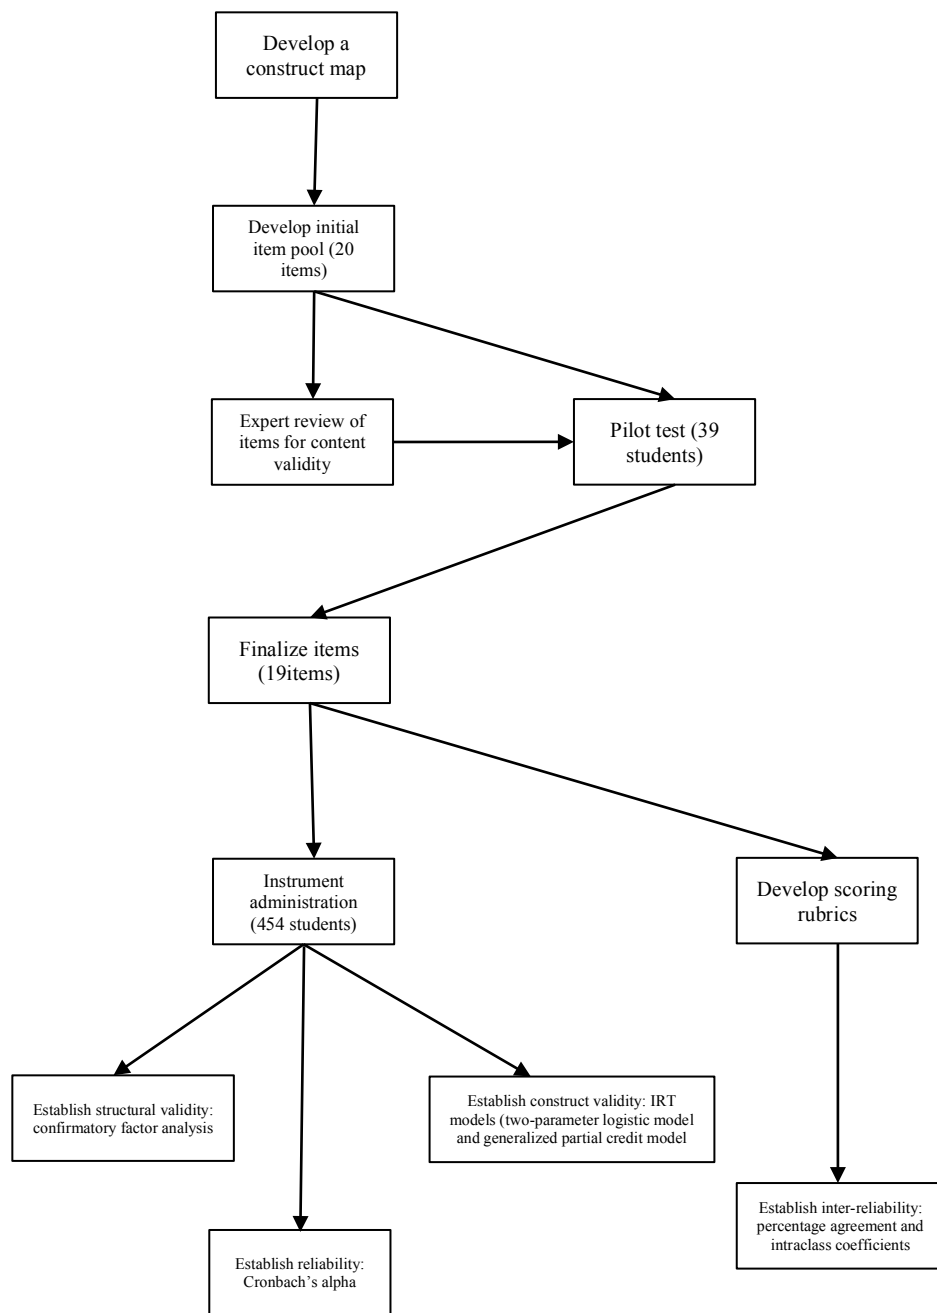 Develop a
construct map
Develop initial
item pool (20
items)
Expert review of
items for content
validity
Pilot test (39
students)
Finalize items
(19items)
Instrument
administration
(454 students)
Develop scoring
rubrics
Establish structural validity:
confirmatory factor analysis
Establish construct validity: IRT
models (two-parameter logistic model
and generalized partial credit model
Establish inter-reliability:
percentage agreement and
intraclass coefficients
Establish reliability:
Cronbach’s alpha